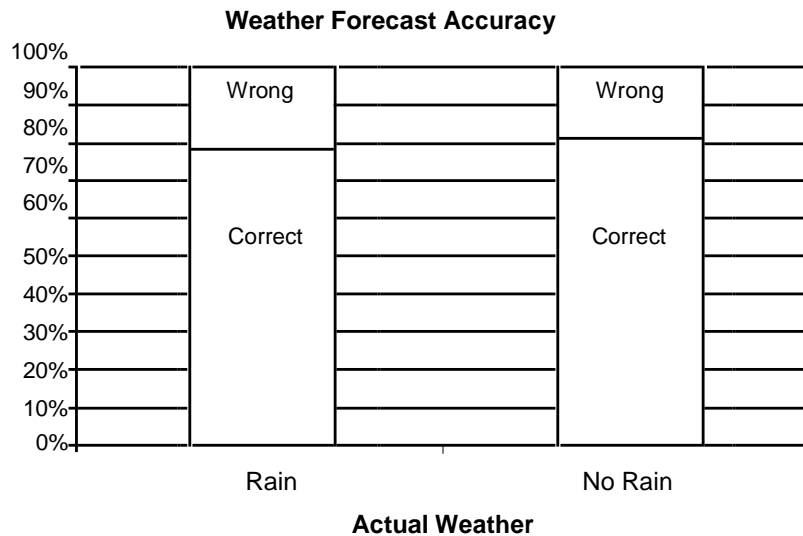 Weather Forecast Accuracy
100%
90%
80%
70%
60%
50%
40%
30%
20%
10%
0%
Wrong
Wrong
Correct
Correct
Rain
No Rain
Actual Weather